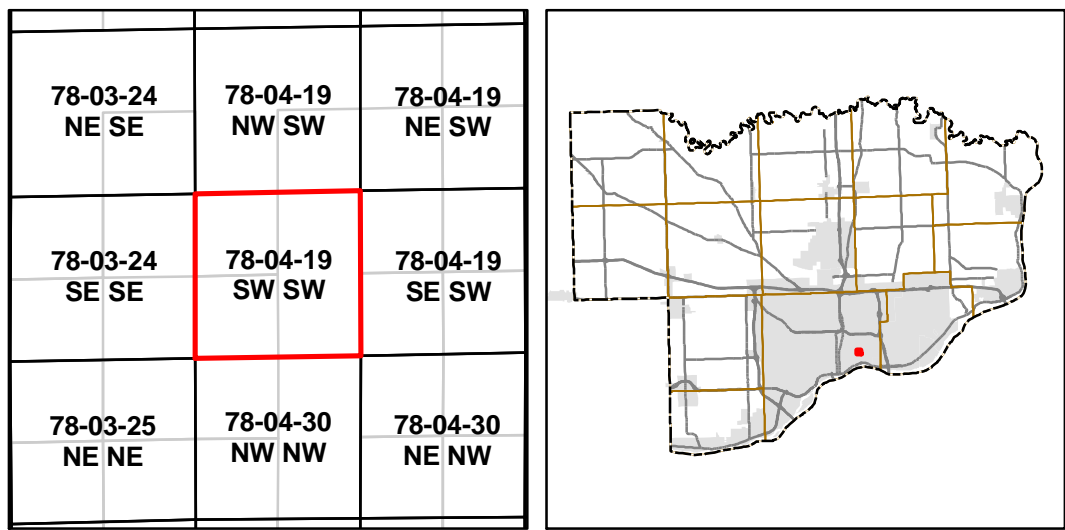 78-03-24
NE SE
78-04-19
NW SW
78-04-19
NE SW
78-03-24
SE SE
78-04-19
SW SW
78-04-19
SE SW
78-03-25
NE NE
78-04-30
NW NW
78-04-30
NE NW